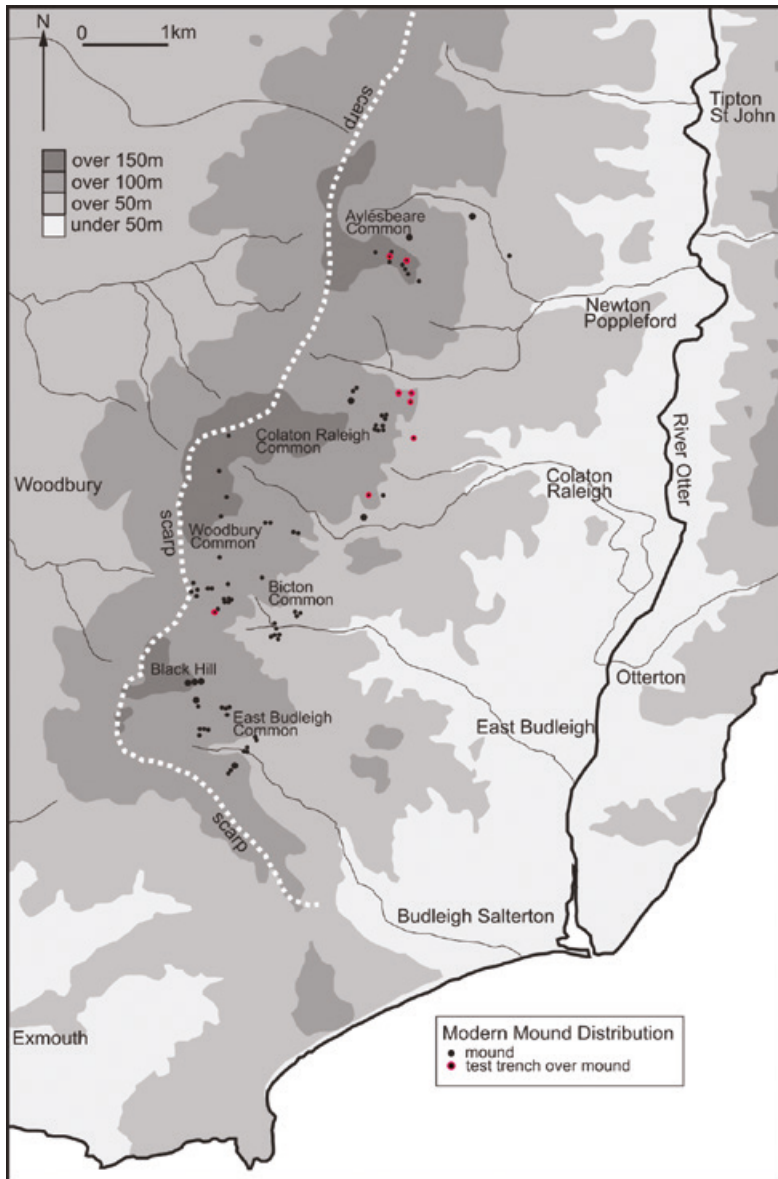 N
0
1km
over 150m
over 100m
over 50m
under 50m
scarp
Tipton
St John
Aylesbeare
Common
Newton
Poppleford
River Otter
Colaton Raleigh
Common
Woodbury
Colaton
Raleigh
scarp
Woodbury
Common
Bicton
Common
Black Hill
Otterton
East Budleigh
Common
East Budleigh
scarp
Budleigh Salterton
Exmouth
Modern Mound Distribution
mound
test trench over mound